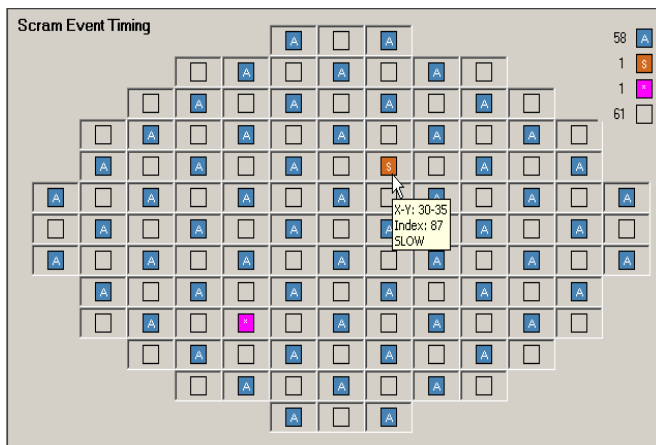 Scram Event Timing
58 A
1 S
1 *
61
A A
A A A
A A A A
A A A A A
A A A S A A
A A A A A A A
X-Y: 30-35
Index: 87
SLOW
A A A A A A
A A A A A A A
A A A A A A
A * A A A
A A A A
A A A
A A